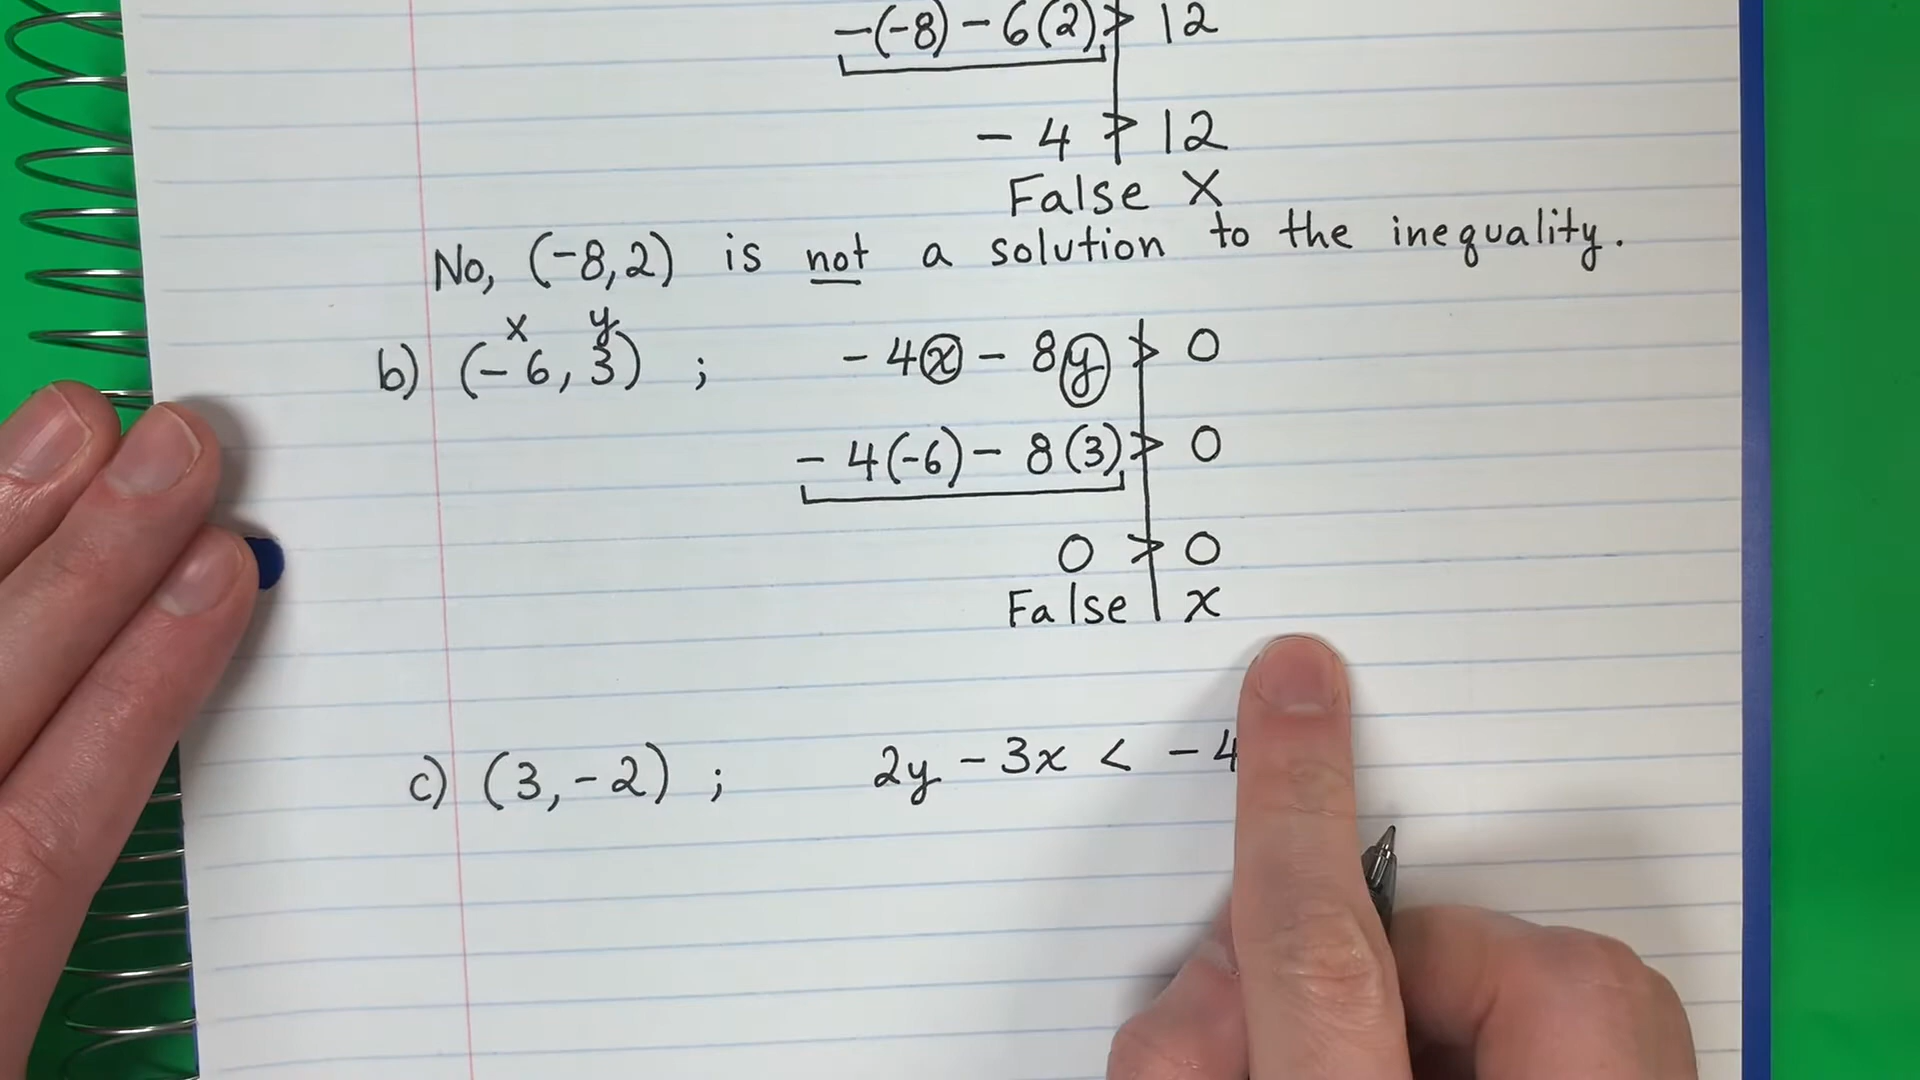 -(-8) - 6(2) > 12
- 4 > 12
False X
No, (-8,2) is not a solution to the inequality.
x y
b) (-6, 3) ; - 4x - 8y > 0
- 4(-6) - 8(3) > 0
0 > 0
False x
c) (3, -2) ; 2y - 3x < -4